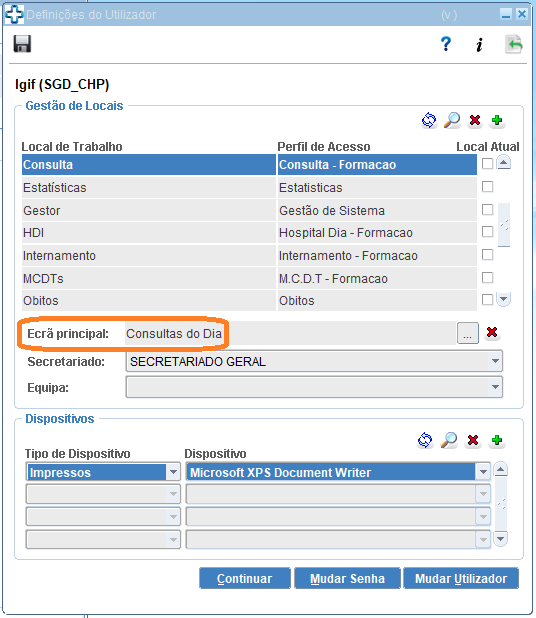 Definições do Utilizador (v )
? i
Igif (SGD_CHP)
Gestão de Locais
Local de Trabalho Perfil de Acesso Local Atual
Consulta Consulta - Formacao
Estatísticas Estatisticas
Gestor Gestão de Sistema
HDI Hospital Dia - Formacao
Internamento Internamento - Formacao
MCDTs M.C.D.T - Formacao
Obitos Obitos
Ecrã principal: Consultas do Dia ...
Secretariado: SECRETARIADO GERAL
Equipa:
Dispositivos
Tipo de Dispositivo Dispositivo
Impressos Microsoft XPS Document Writer
Continuar Mudar Senha Mudar Utilizador